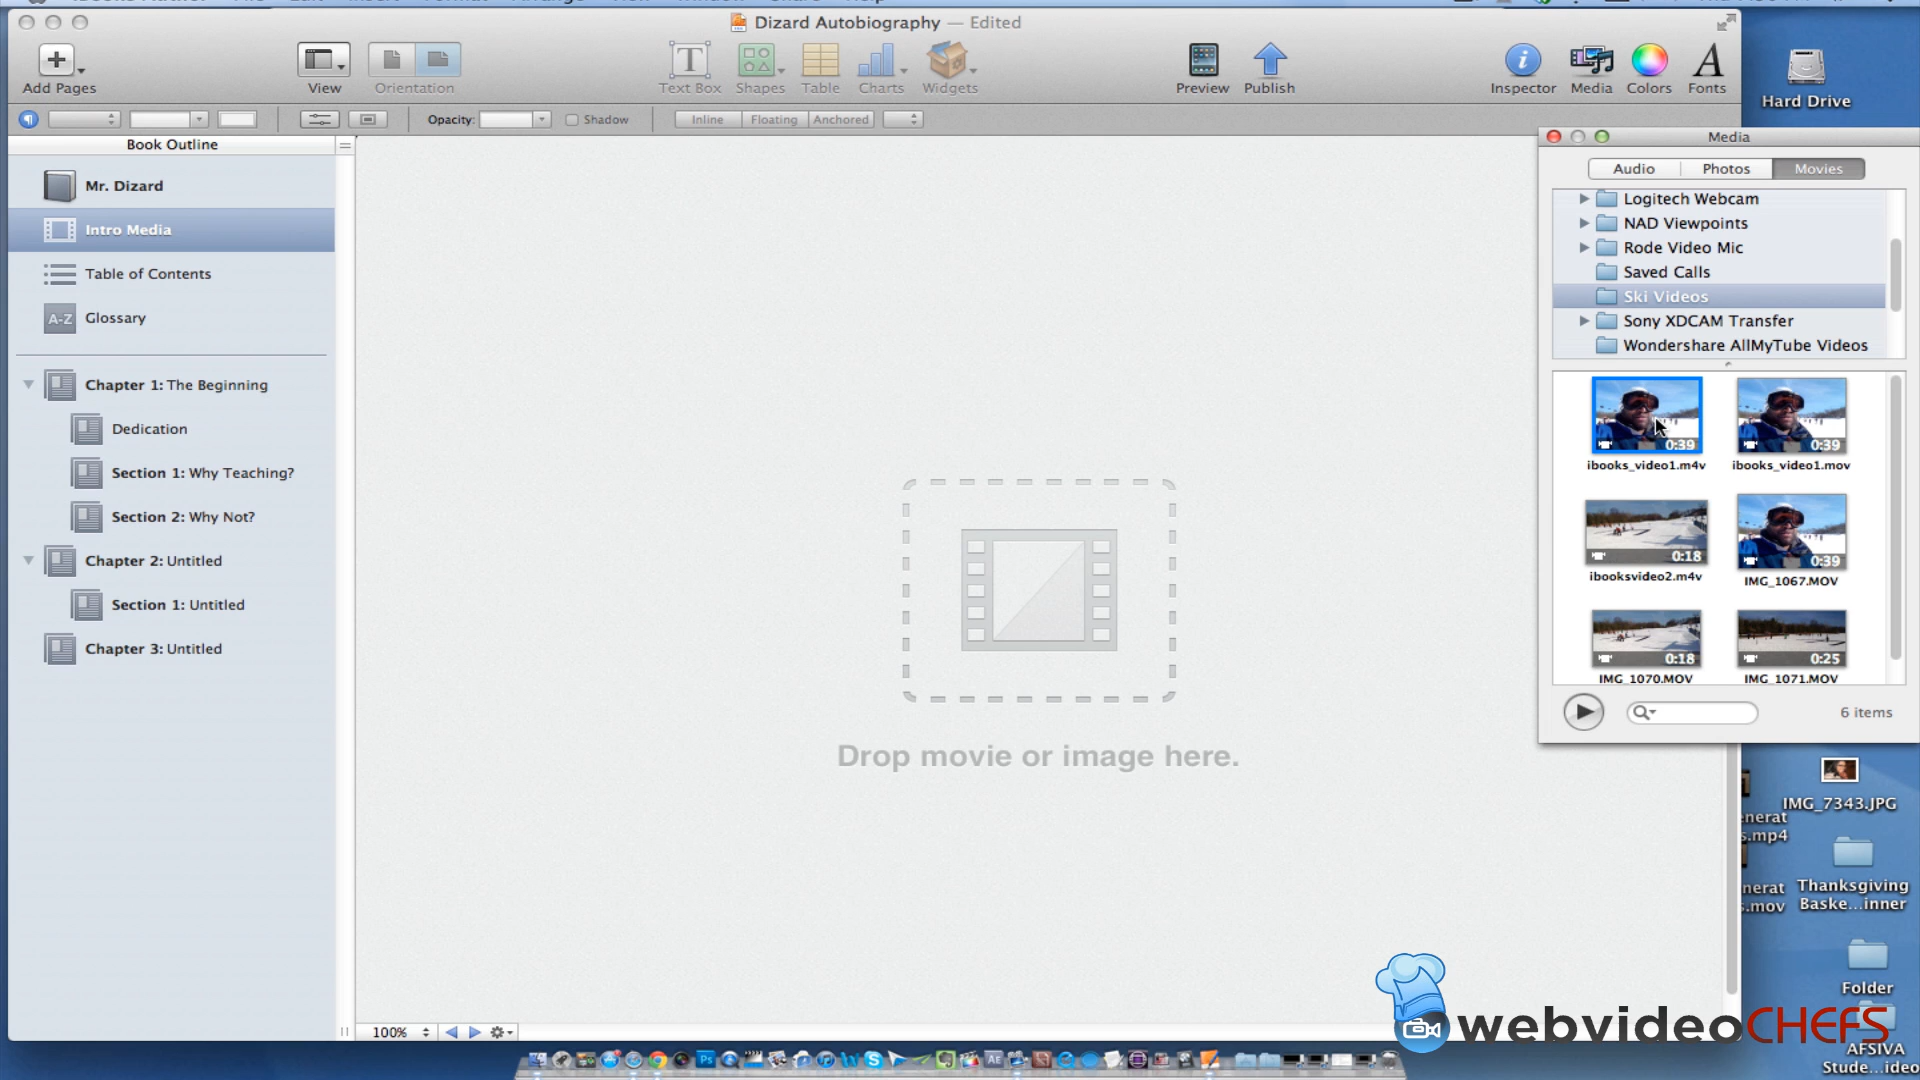 Dizard Autobiography — Edited
Add Pages
View
Orientation
Text Box
Shapes
Table
Charts
Widgets
Preview
Publish
Inspector
Media
Colors
Fonts
Opacity:
Shadow
Inline
Floating
Anchored
Book Outline
Mr. Dizard
Intro Media
Table of Contents
A-Z
Glossary
Chapter 1: The Beginning
Dedication
Section 1: Why Teaching?
Section 2: Why Not?
Chapter 2: Untitled
Section 1: Untitled
Chapter 3: Untitled
Drop movie or image here.
100%
Media
Audio
Photos
Movies
Logitech Webcam
NAD Viewpoints
Rode Video Mic
Saved Calls
Ski Videos
Sony XDCAM Transfer
Wondershare AllMyTube Videos
0:39
0:39
ibooks_video1.m4v
ibooks_video1.mov
0:18
0:39
ibooksvideo2.m4v
IMG_1067.MOV
0:18
0:25
IMG_1070.MOV
IMG_1071.MOV
6 items
Hard Drive
IMG_7343.JPG
enerat
s.mp4
nerat
s.mov
Thanksgiving
Baske...inner
Folder
AFSIVA
Stude...ideo
webvideoCHEFS
Ps
AE